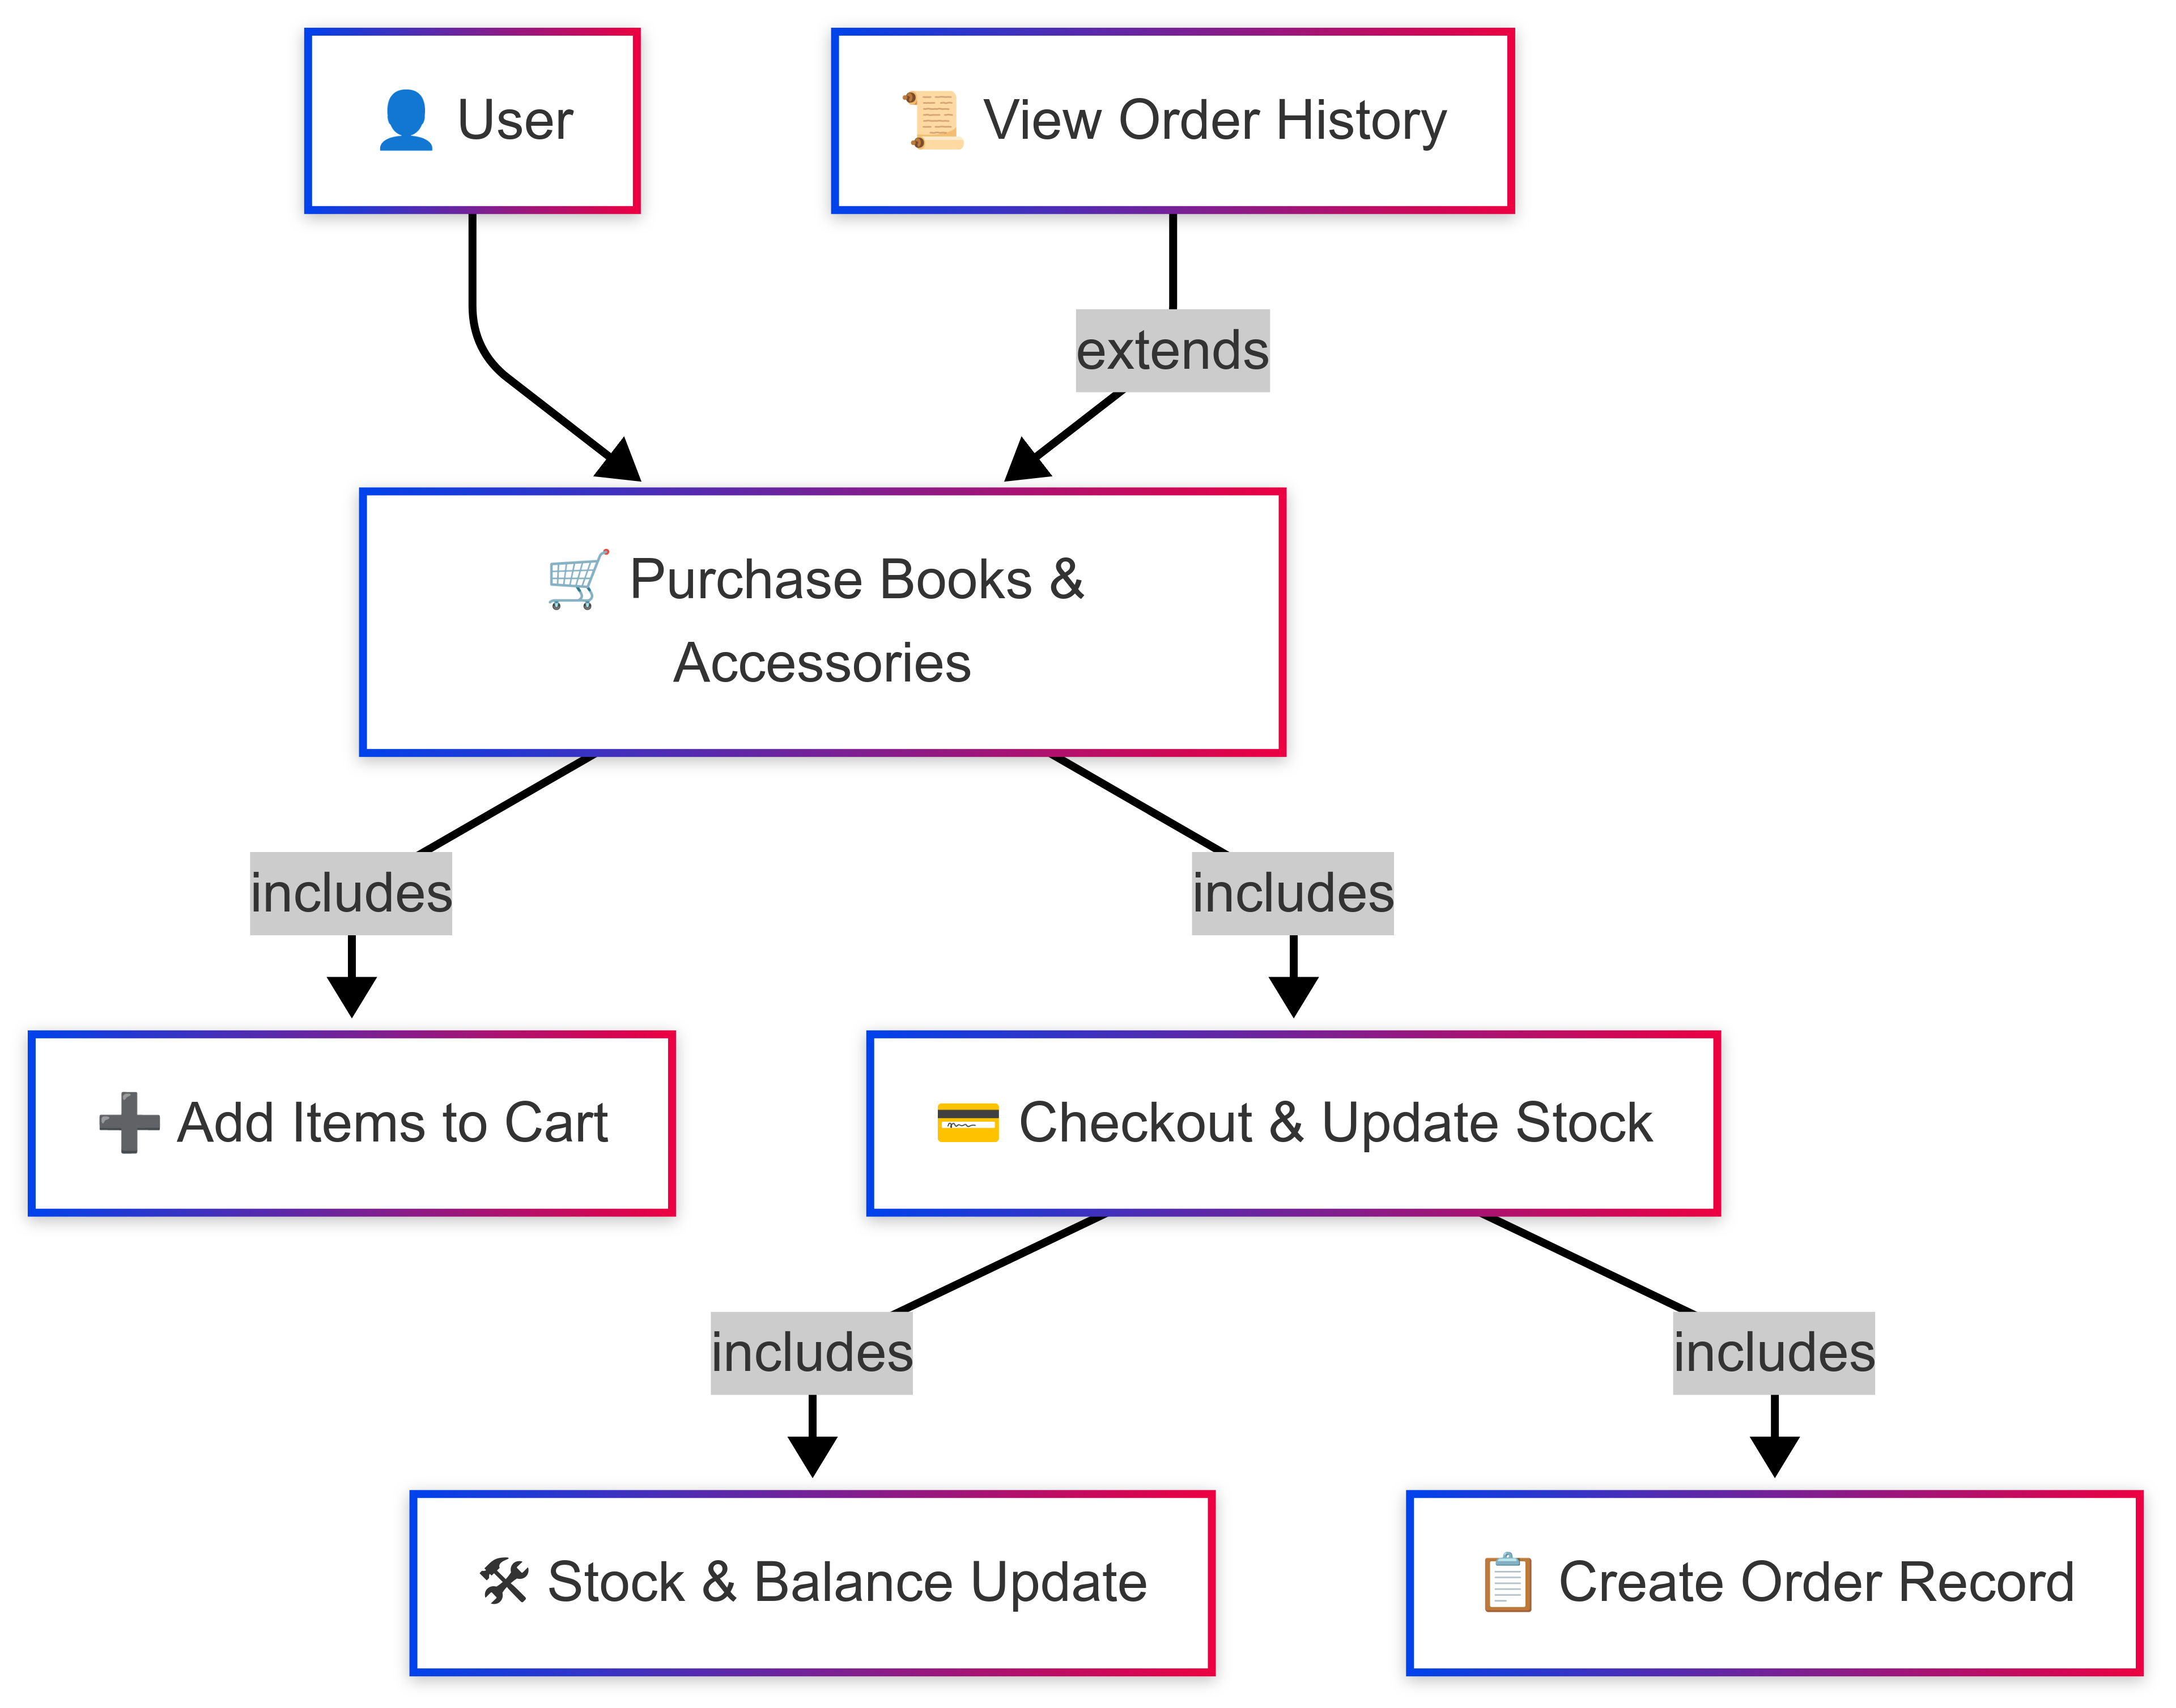 👤 User
📜 View Order History
extends
🛒 Purchase Books &
Accessories
includes
includes
➕ Add Items to Cart
💳 Checkout & Update Stock
includes
includes
🛠 Stock & Balance Update
📋 Create Order Record